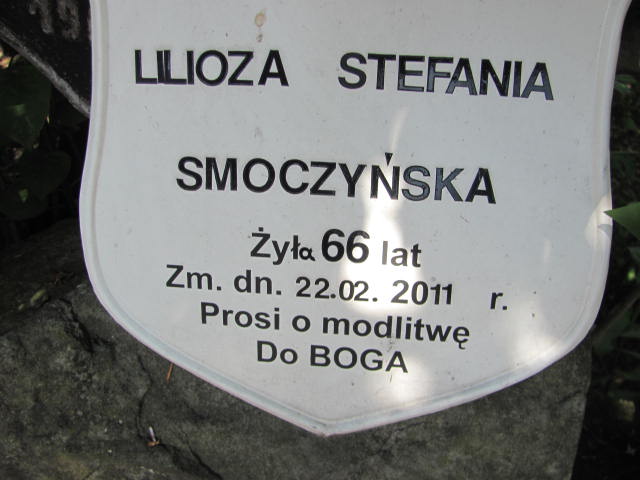 LILIOZA STEFANIA
SMOCZYŃSKA
Żyła 66 lat
Zm. dn. 22.02. 2011 r.
Prosi o modlitwę
Do BOGA